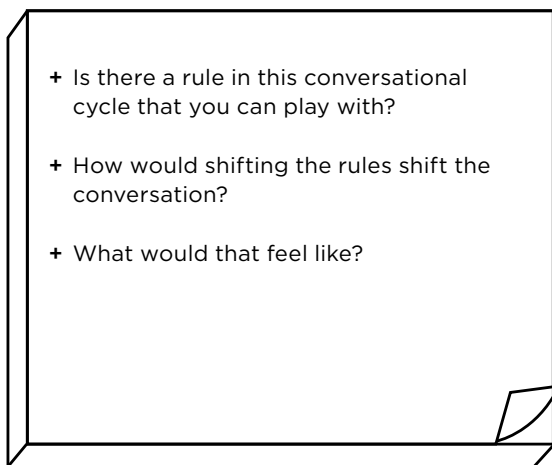 + Is there a rule in this conversational
cycle that you can play with?
+ How would shifting the rules shift the
conversation?
+ What would that feel like?